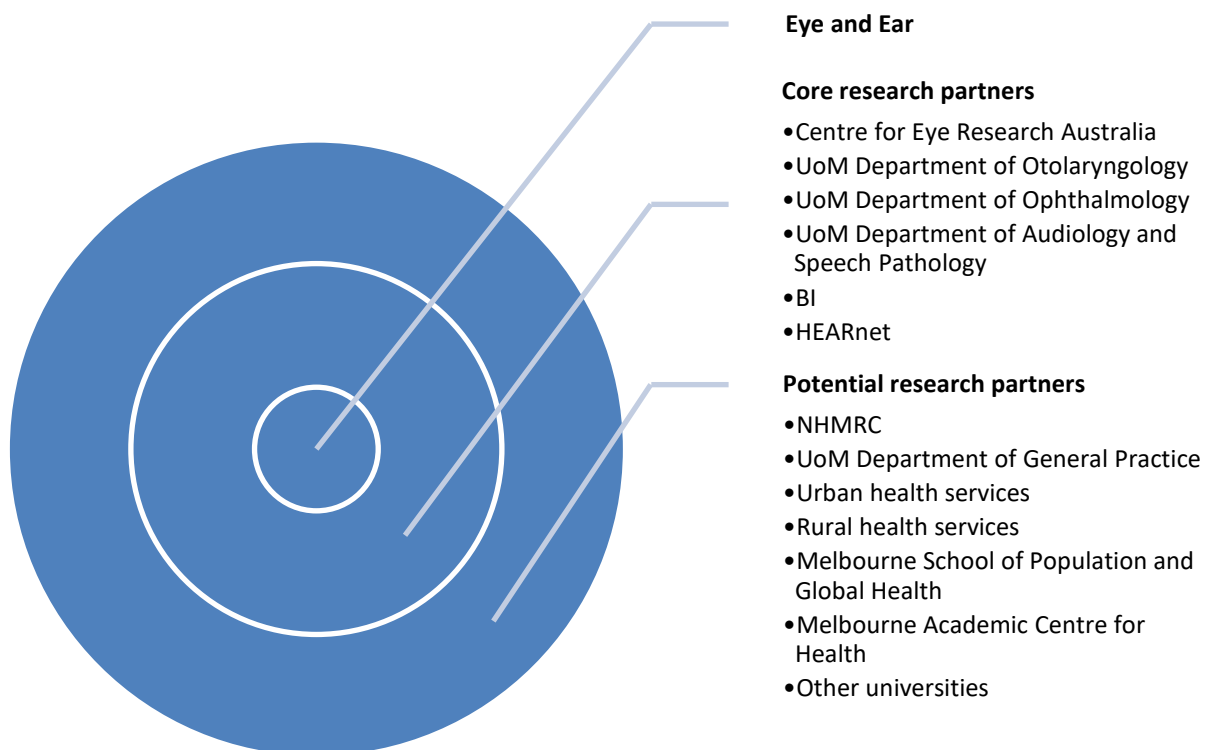 Eye and Ear
Core research partners
•Centre for Eye Research Australia
•UoM Department of Otolaryngology
•UoM Department of Ophthalmology
•UoM Department of Audiology and
Speech Pathology
•BI
•HEARnet
Potential research partners
•NHMRC
•UoM Department of General Practice
•Urban health services
•Rural health services
•Melbourne School of Population and
Global Health
•Melbourne Academic Centre for
Health
•Other universities